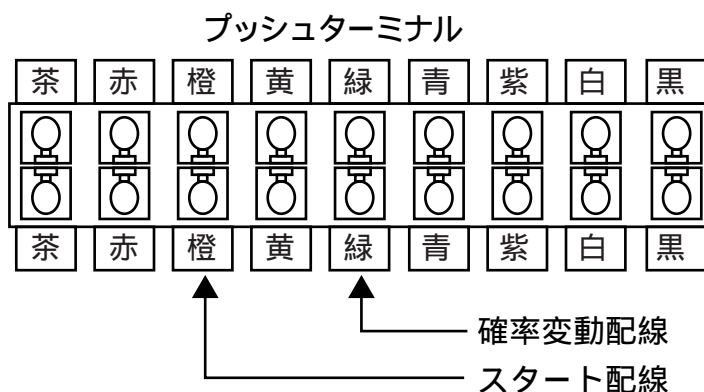 プッシュターミナル
茶 赤 橙 黄 緑 青 紫 白 黒
茶 赤 橙 黄 緑 青 紫 白 黒
確率変動配線
スタート配線